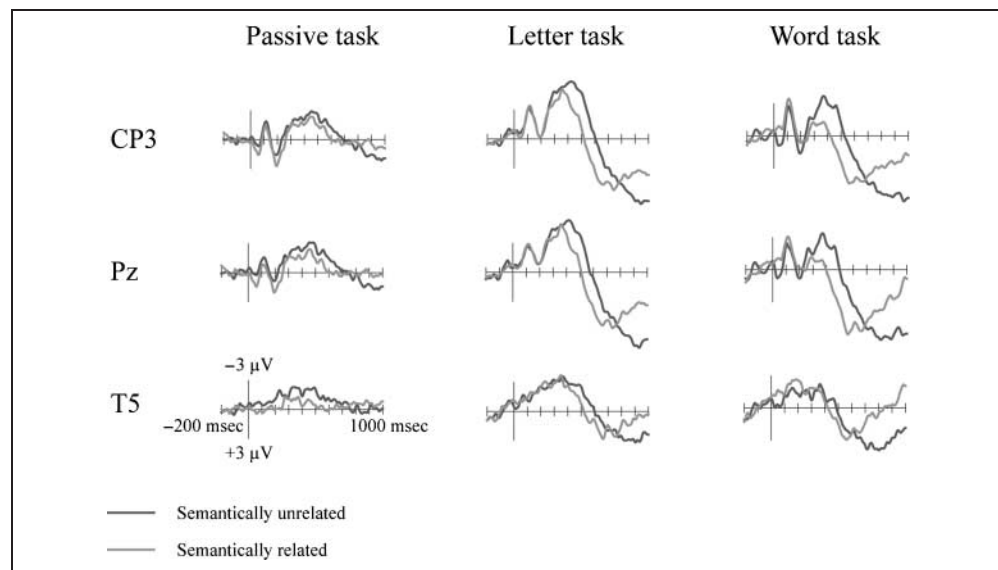 Passive task Letter task Word task
CP3
Pz
−3 µV
T5
−200 msec 1000 msec
+3 µV
Semantically unrelated
Semantically related